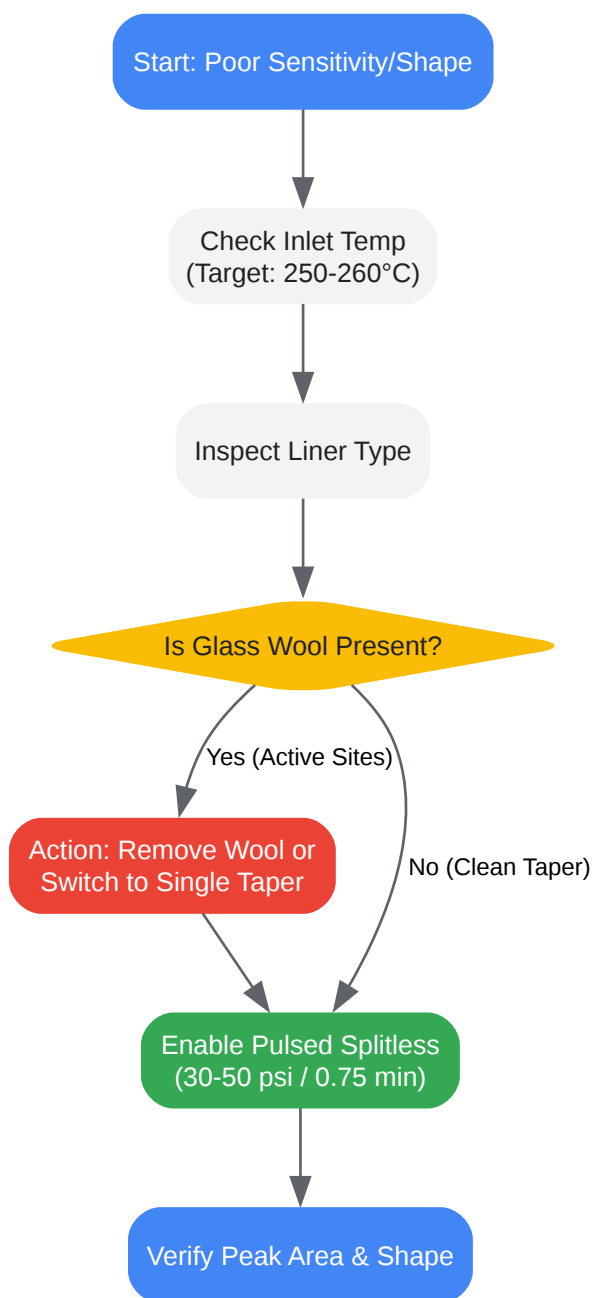 Start: Poor Sensitivity/Shape
Check Inlet Temp
(Target: 250-260°C)
Inspect Liner Type
Is Glass Wool Present?
Yes (Active Sites)
Action: Remove Wool or
Switch to Single Taper
No (Clean Taper)
Enable Pulsed Splitless
(30-50 psi / 0.75 min)
Verify Peak Area & Shape